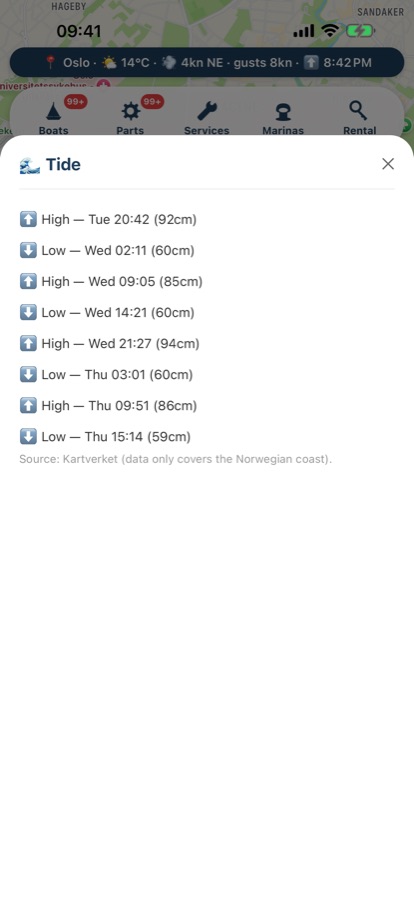 HAGEBY
SANDAKER
09:41
Oslo · 14°C · 4kn NE · gusts 8kn · 8:42 PM
99+
99+
Boats
Parts
Services
Marinas
Rental
Tide
High — Tue 20:42 (92cm)
Low — Wed 02:11 (60cm)
High — Wed 09:05 (85cm)
Low — Wed 14:21 (60cm)
High — Wed 21:27 (94cm)
Low — Thu 03:01 (60cm)
High — Thu 09:51 (86cm)
Low — Thu 15:14 (59cm)
Source: Kartverket (data only covers the Norwegian coast).